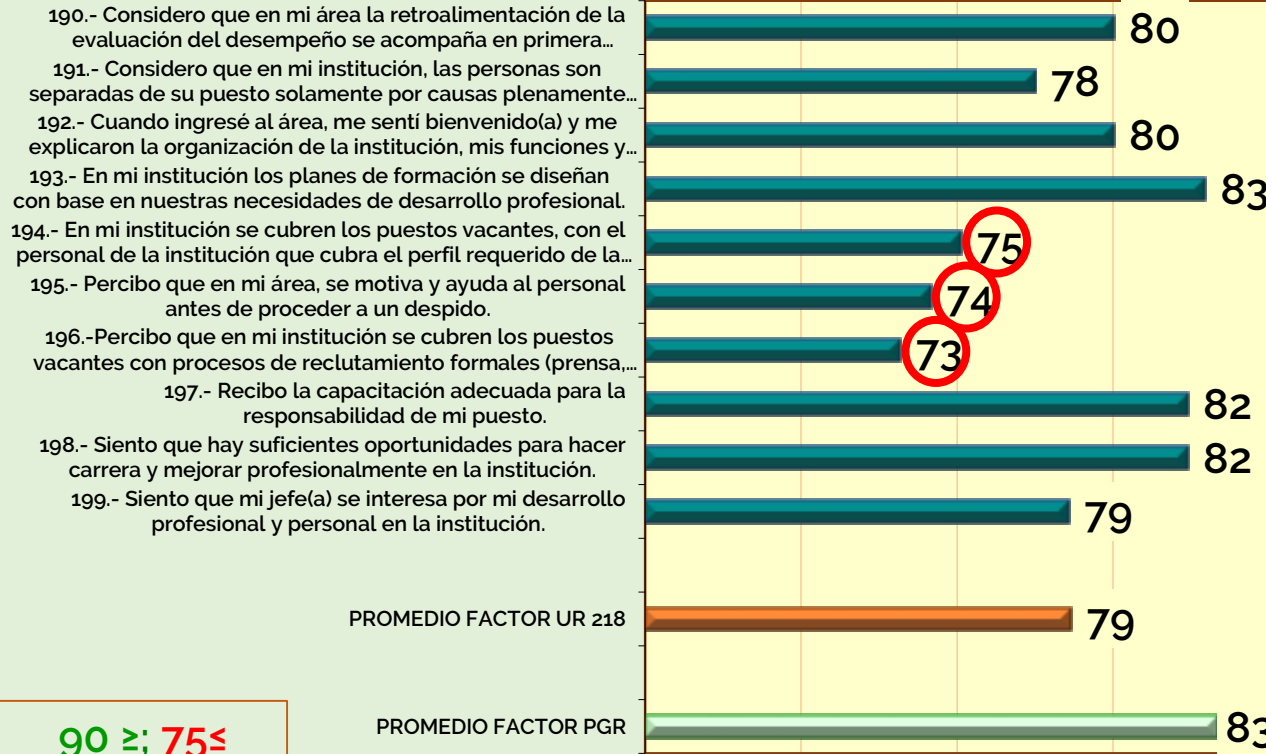 190.- Considero que en mi área la retroalimentación de la
evaluación del desempeño se acompaña en primera…
80
191.- Considero que en mi institución, las personas son
separadas de su puesto solamente por causas plenamente…
78
192.- Cuando ingresé al área, me sentí bienvenido(a) y me
explicaron la organización de la institución, mis funciones y…
80
193.- En mi institución los planes de formación se diseñan
con base en nuestras necesidades de desarrollo profesional.
83
194.- En mi institución se cubren los puestos vacantes, con el
personal de la institución que cubra el perfil requerido de la…
75
195.- Percibo que en mi área, se motiva y ayuda al personal
antes de proceder a un despido.
74
196.-Percibo que en mi institución se cubren los puestos
vacantes con procesos de reclutamiento formales (prensa,…
73
197.- Recibo la capacitación adecuada para la
responsabilidad de mi puesto.
82
198.- Siento que hay suficientes oportunidades para hacer
carrera y mejorar profesionalmente en la institución.
82
199.- Siento que mi jefe(a) se interesa por mi desarrollo
profesional y personal en la institución.
79
PROMEDIO FACTOR UR 218
79
PROMEDIO FACTOR PGR
83
90 ≥; 75≤